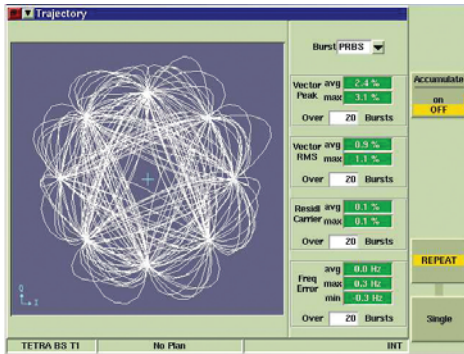 Trajectory
Burst PRBS
Vector Peak avg 2.4 %
max 3.1 %
Over 20 Bursts
Vector RMS avg 0.9 %
max 1.1 %
Over 20 Bursts
Residl Carrier avg 0.1 %
max 0.1 %
Over 20 Bursts
Freq Error avg 0.0 Hz
max 0.3 Hz
min -0.3 Hz
Over 20 Bursts
Accumulate
on
OFF
REPEAT
Single
Q
I
TETRA BS T1 No Plan INT